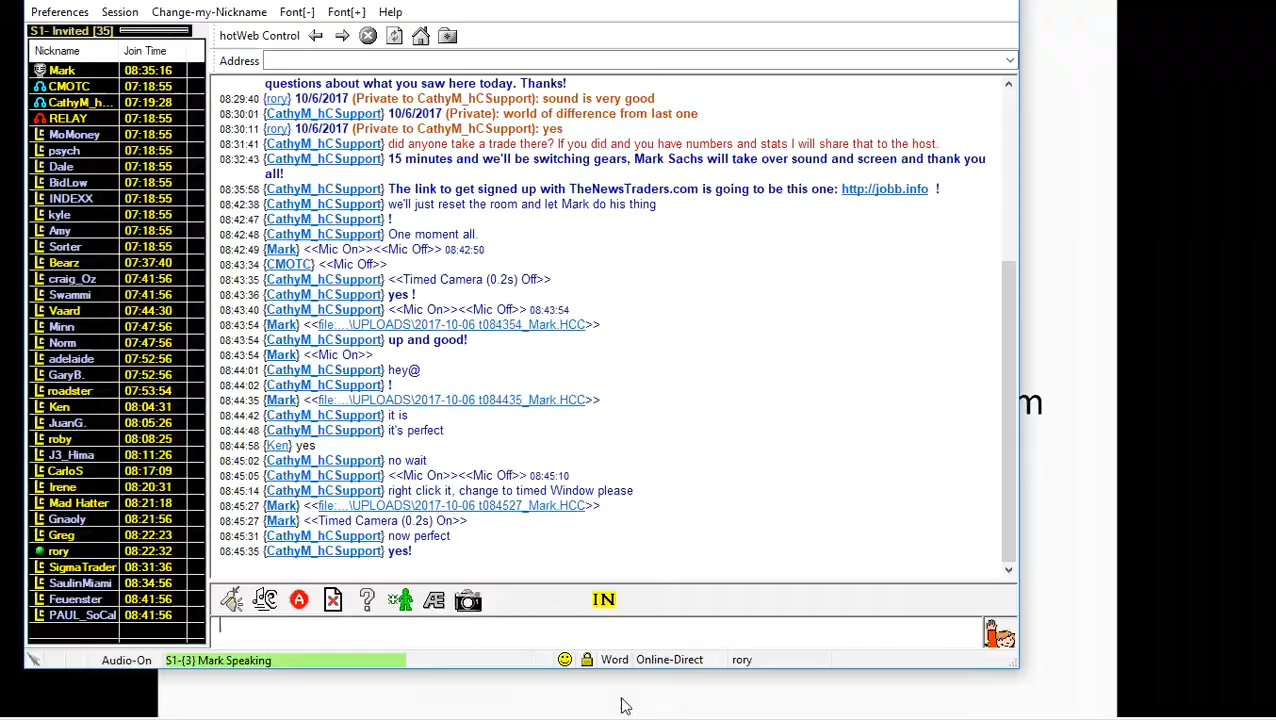 Preferences Session Change-my-Nickname Font[-] Font[+] Help
S1- Invited [35]
hotWeb Control
Nickname Join Time
Address
Mark 08:35:16
CMOTC 07:18:55
CathyM_h... 07:19:28
RELAY 07:18:55
MoMoney 07:18:55
psych 07:18:55
Dale 07:18:55
BidLow 07:18:55
INDEXX 07:18:55
kyle 07:18:55
Amy 07:18:55
Sorter 07:18:55
Bearz 07:37:40
craig_Oz 07:41:56
Swammi 07:41:56
Vaard 07:44:30
Minn 07:47:56
Norm 07:47:56
adelaide 07:52:56
GaryB. 07:52:56
roadster 07:53:54
Ken 08:04:31
JuanG. 08:05:26
roby 08:08:25
J3_Hima 08:11:26
CarloS 08:17:09
Irene 08:20:31
Mad Hatter 08:21:18
Gnaoly 08:21:56
Greg 08:22:23
rory 08:22:32
SigmaTrader 08:31:36
SaulinMiami 08:34:56
Feuenster 08:41:56
PAUL_SoCal 08:41:56
questions about what you saw here today. Thanks!
08:29:40 {rory} 10/6/2017 (Private to CathyM_hCSupport): sound is very good
08:30:01 {CathyM_hCSupport} 10/6/2017 (Private): world of difference from last one
08:30:11 {rory} 10/6/2017 (Private to CathyM_hCSupport): yes
08:31:41 {CathyM_hCSupport} did anyone take a trade there? If you did and you have numbers and stats I will share that to the host.
08:32:43 {CathyM_hCSupport} 15 minutes and we'll be switching gears, Mark Sachs will take over sound and screen and thank you
all!
08:35:58 {CathyM_hCSupport} The link to get signed up with TheNewsTraders.com is going to be this one: http://jobb.info !
08:42:38 {CathyM_hCSupport} we'll just reset the room and let Mark do his thing
08:42:47 {CathyM_hCSupport} !
08:42:48 {CathyM_hCSupport} One moment all.
08:42:49 {Mark} <<Mic On>><<Mic Off>> 08:42:50
08:43:34 {CMOTC} <<Mic Off>>
08:43:35 {CathyM_hCSupport} <<Timed Camera (0.2s) Off>>
08:43:36 {CathyM_hCSupport} yes !
08:43:40 {CathyM_hCSupport} <<Mic On>><<Mic Off>> 08:43:54
08:43:54 {Mark} <<file:...\UPLOADS\2017-10-06 t084354_Mark.HCC>>
08:43:54 {CathyM_hCSupport} up and good!
08:43:54 {Mark} <<Mic On>>
08:44:01 {CathyM_hCSupport} hey@
08:44:02 {CathyM_hCSupport} !
08:44:35 {Mark} <<file:...\UPLOADS\2017-10-06 t084435_Mark.HCC>>
08:44:42 {CathyM_hCSupport} it is
08:44:48 {CathyM_hCSupport} it's perfect
08:44:58 {Ken} yes
08:45:02 {CathyM_hCSupport} no wait
08:45:05 {CathyM_hCSupport} <<Mic On>><<Mic Off>> 08:45:10
08:45:14 {CathyM_hCSupport} right click it, change to timed Window please
08:45:27 {Mark} <<file:...\UPLOADS\2017-10-06 t084527_Mark.HCC>>
08:45:27 {Mark} <<Timed Camera (0.2s) On>>
08:45:31 {CathyM_hCSupport} now perfect
08:45:35 {CathyM_hCSupport} yes!
m
A ? Æ IN
Audio-On S1-{3} Mark Speaking Word Online-Direct rory